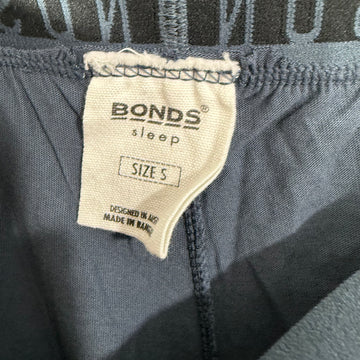 BONDS®
sleep
SIZE S
DESIGNED IN
MADE IN